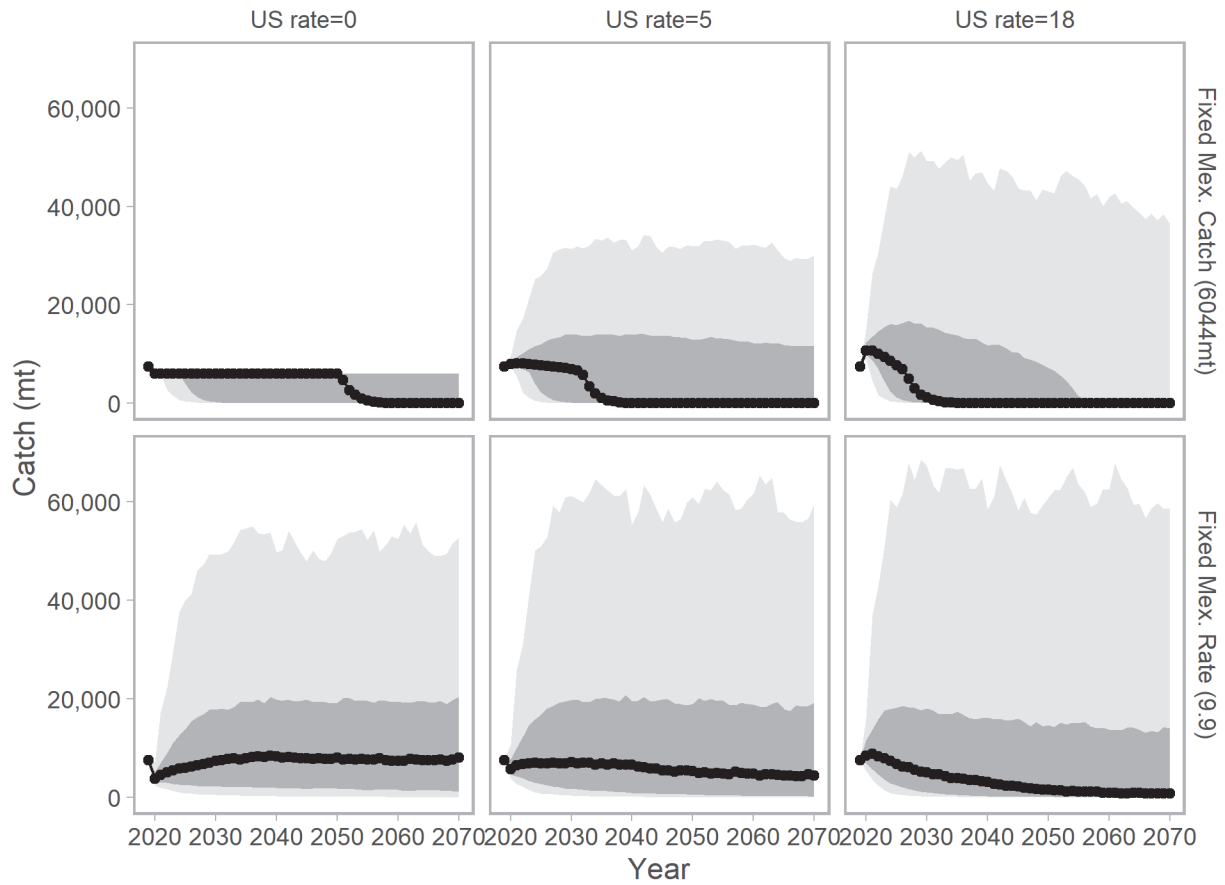 US rate=0
US rate=5
US rate=18
60,000
40,000
20,000
0
Fixed Mex. Catch (6044mt)
Catch (mt)
60,000
40,000
20,000
0
Fixed Mex. Rate (9.9)
2020 2030 2040 2050 2060 2070
2020 2030 2040 2050 2060 2070
2020 2030 2040 2050 2060 2070
Year